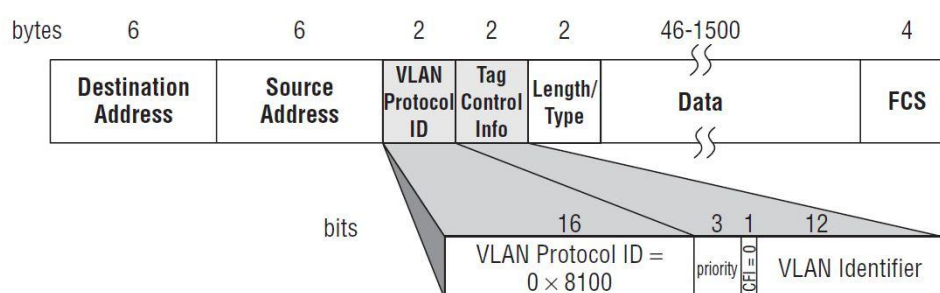 bytes 6 6 2 2 2 46-1500 4
Destination Address
Source Address
VLAN Protocol ID
Tag Control Info
Length/ Type
Data
FCS
bits 16 3 1 12
VLAN Protocol ID =
0 × 8100
priority
CFI = 0
VLAN Identifier